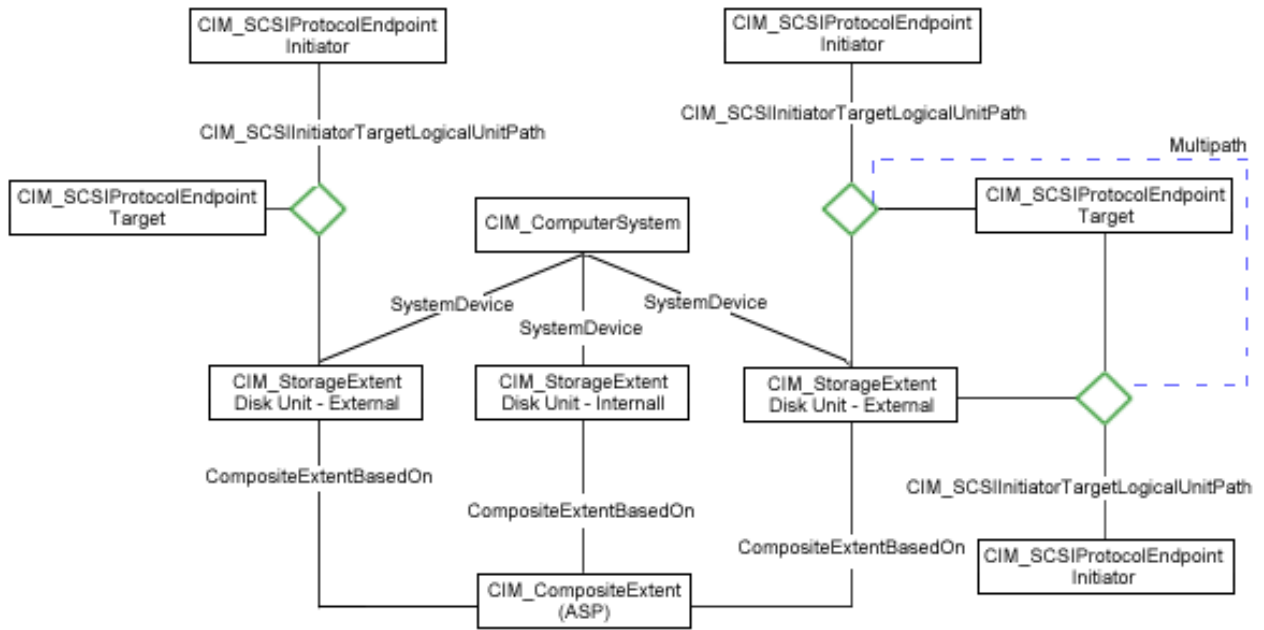 CIM_SCSIProtocolEndpoint
Initiator
CIM_SCSIProtocolEndpoint
Initiator
CIM_SCSIInitiatorTargetLogicalUnitPath
CIM_SCSIInitiatorTargetLogicalUnitPath
Multipath
CIM_SCSIProtocolEndpoint
Target
CIM_ComputerSystem
CIM_SCSIProtocolEndpoint
Target
SystemDevice
SystemDevice
SystemDevice
CIM_StorageExtent
Disk Unit - External
CIM_StorageExtent
Disk Unit - Internall
CIM_StorageExtent
Disk Unit - External
CompositeExtentBasedOn
CompositeExtentBasedOn
CompositeExtentBasedOn
CIM_SCSIInitiatorTargetLogicalUnitPath
CIM_SCSIProtocolEndpoint
Initiator
CIM_CompositeExtent
(ASP)